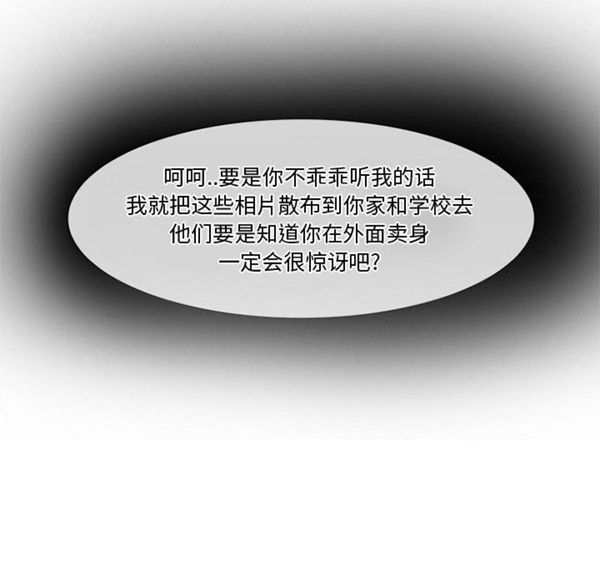 呵呵..要是你不乖乖听我的话
我就把这些相片散布到你家和学校去
他们要是知道你在外面卖身
一定会很惊讶吧?